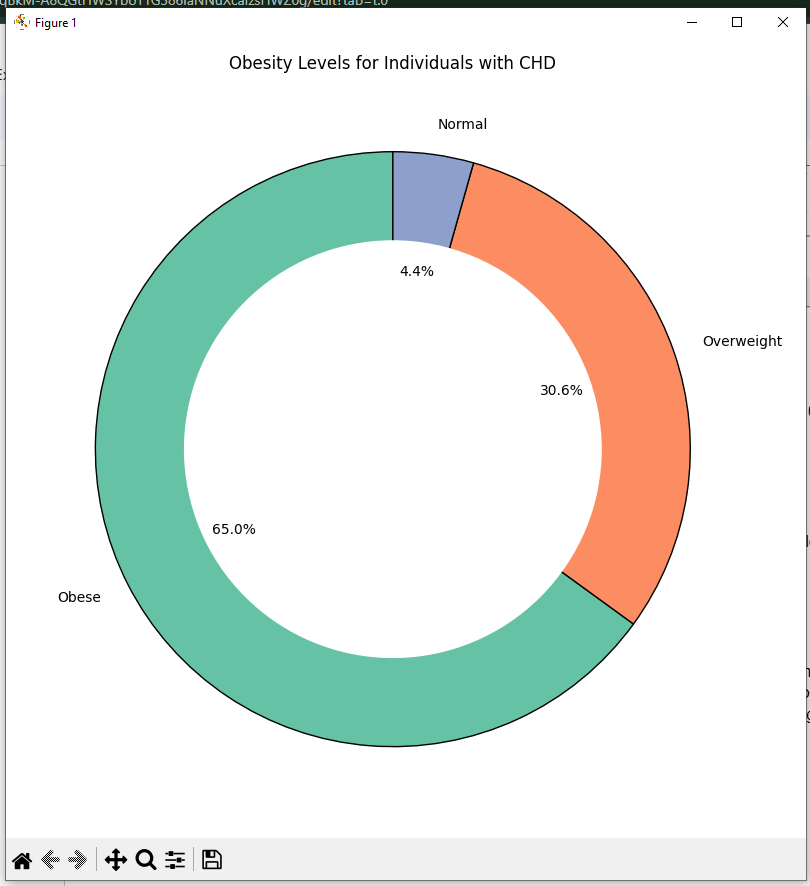 Figure 1
Obesity Levels for Individuals with CHD
Normal
4.4%
Overweight
30.6%
65.0%
Obese